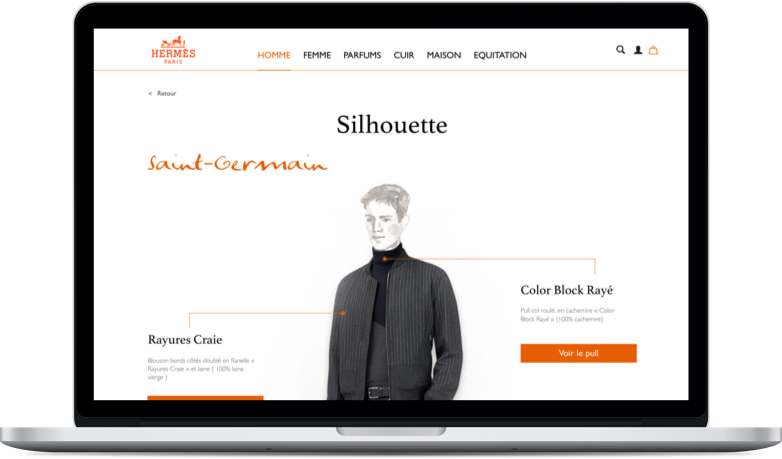 HERMÈS
PARIS
HOMME FEMME PARFUMS CUIR MAISON EQUITATION
< Retour
Silhouette
Saint-Germain
Color Block Rayé
Pull col roulé, en cachemire « Color
Block Rayé » (100% cachemire)
Voir le pull
Rayures Craie
Blouson bords côtés doublé en flanelle «
Rayures Craie » et laine ( 100% laine
vierge )